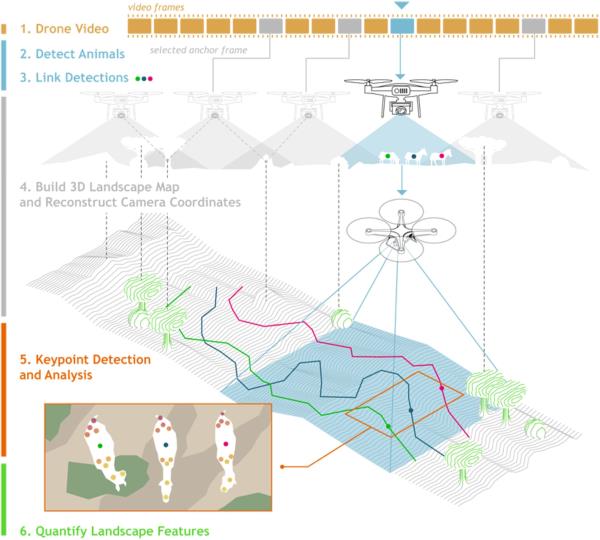 video frames
1. Drone Video
2. Detect Animals
selected anchor frame
3. Link Detections
4. Build 3D Landscape Map
and Reconstruct Camera Coordinates
5. Keypoint Detection
and Analysis
6. Quantify Landscape Features